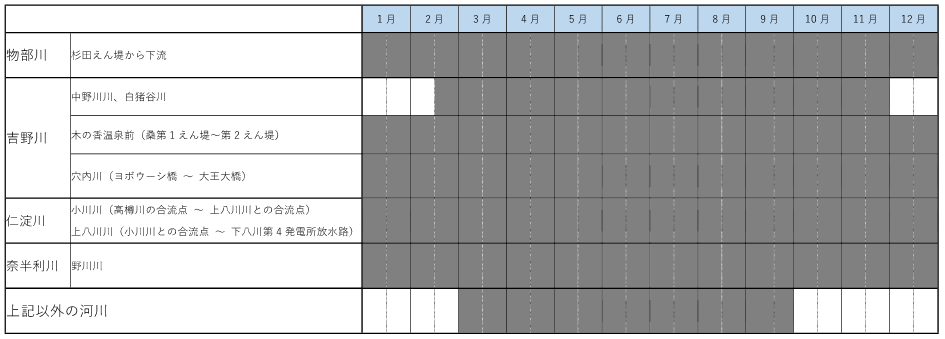 1月 2月 3月 4月 5月 6月 7月 8月 9月 10月 11月 12月
物部川 杉田えん堤から下流
吉野川 中野川川、白猪谷川
木の香温泉前（桑第1えん堤～第2えん堤）
穴内川（ヨボウーシ橋 ～ 大王大橋）
仁淀川 小川川（高樽川の合流点 ～ 上八川川との合流点）
上八川川（小川川との合流点 ～ 下八川第4発電所放水路）
奈半利川 野川川
上記以外の河川